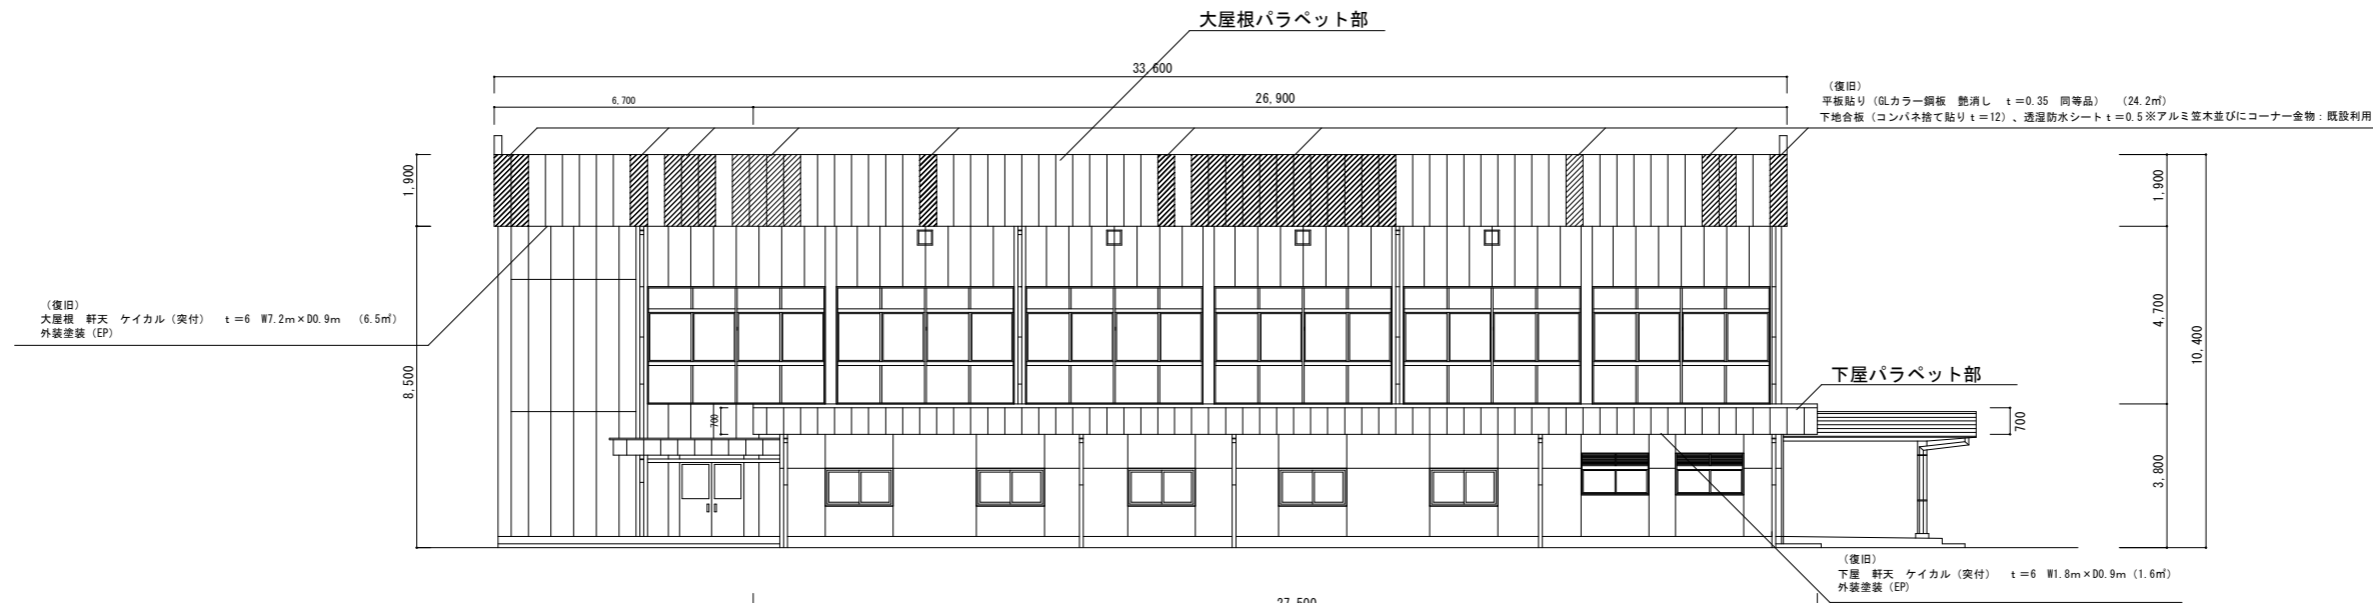 大屋根パラペット部
33,600
6,700
26,900
（復旧）
平板貼り（GLカラー鋼板　艶消し　ｔ＝0.35　同等品）　（24.2㎡）
下地合板（コンパネ捨て貼りｔ＝12）、透湿防水シートｔ＝0.5※アルミ笠木並びにコーナー金物：既設利用
1,900
1,900
（復旧）
大屋根　軒天　ケイカル（突付）　ｔ＝6　W7.2ｍ×D0.9ｍ　（6.5㎡）
外装塗装（EP）
8,500
4,700
10,400
下屋パラペット部
700
700
3,800
（復旧）
下屋　軒天　ケイカル（突付）　ｔ＝6　W1.8ｍ×D0.9ｍ（1.6㎡）
外装塗装（EP）
27,500